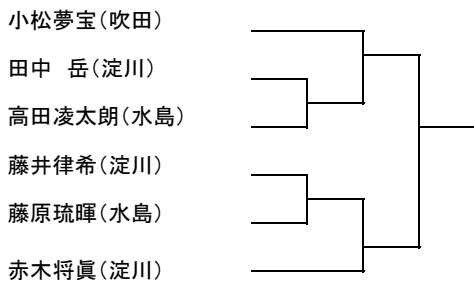 小松夢宝(吹田)
田中　岳(淀川)
高田凌太朗(水島)
藤井律希(淀川)
藤原琉暉(水島)
赤木将眞(淀川)